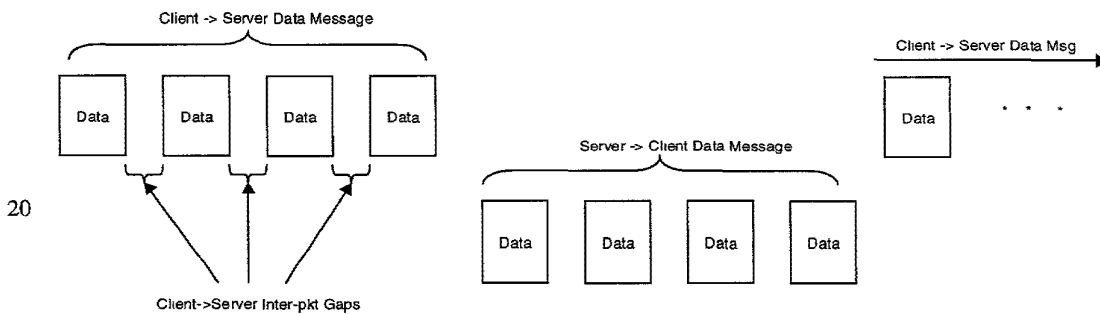 Client -> Server Data Message
Client -> Server Data Msg
Data Data Data Data
Data . . .
Server -> Client Data Message
20
Data Data Data Data
Client->Server Inter-pkt Gaps